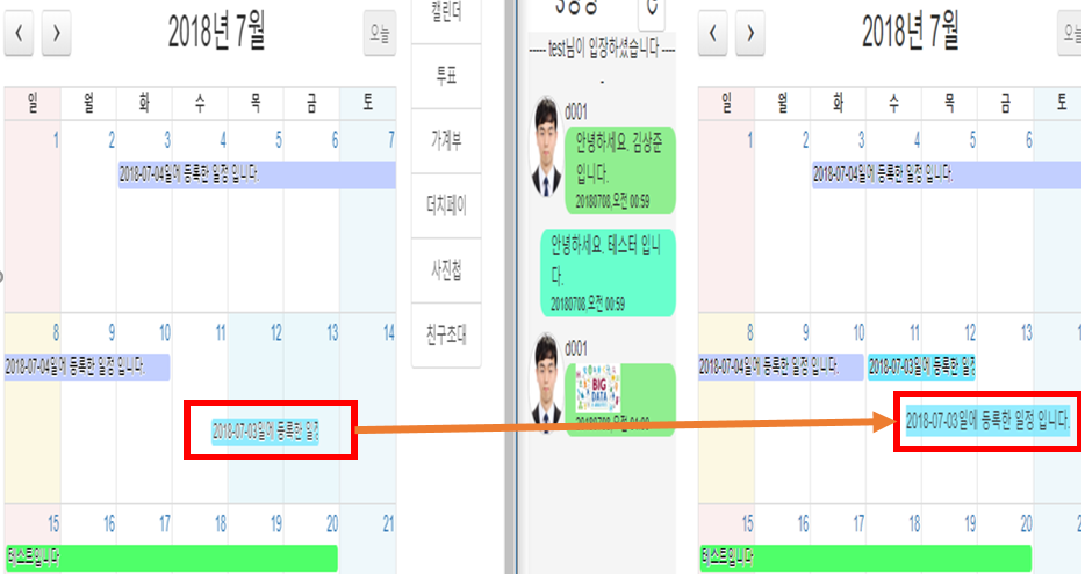 ‹ › 2018년 7월 오늘
일 월 화 수 목 금 토
1 2 3 4 5 6 7
2018-07-04일에 등록한 일정 입니다.
8 9 10 11 12 13 14
2018-07-04일에 등록한 일정 입니다.
2018-07-03일에 등록한 일정
15 16 17 18 19 20 21
테스트입니다
캘린더
투표
가계부
더치페이
사진첩
친구초대
----- test님이 입장하셨습니다 ----
-
d001
안녕하세요. 김상준
입니다.
20180708,오전 00:59
안녕하세요. 테스터 입니
다.
20180708,오전 00:59
d001
BIG
DATA
‹ › 2018년 7월
일 월 화 수 목 금 토
1 2 3 4 5 6
2018-07-04일에 등록한 일정 입니다.
8 9 10 11 12 13
2018-07-04일에 등록한 일정 입니다. 2018-07-03일에 등록한 일정
2018-07-03일에 등록한 일정 입니다.
15 16 17 18 19 20
테스트입니다